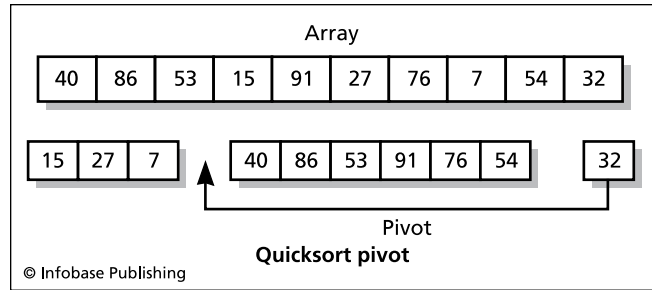 Array
40 86 53 15 91 27 76 7 54 32
15 27 7 40 86 53 91 76 54 32
Pivot
Quicksort pivot
© Infobase Publishing